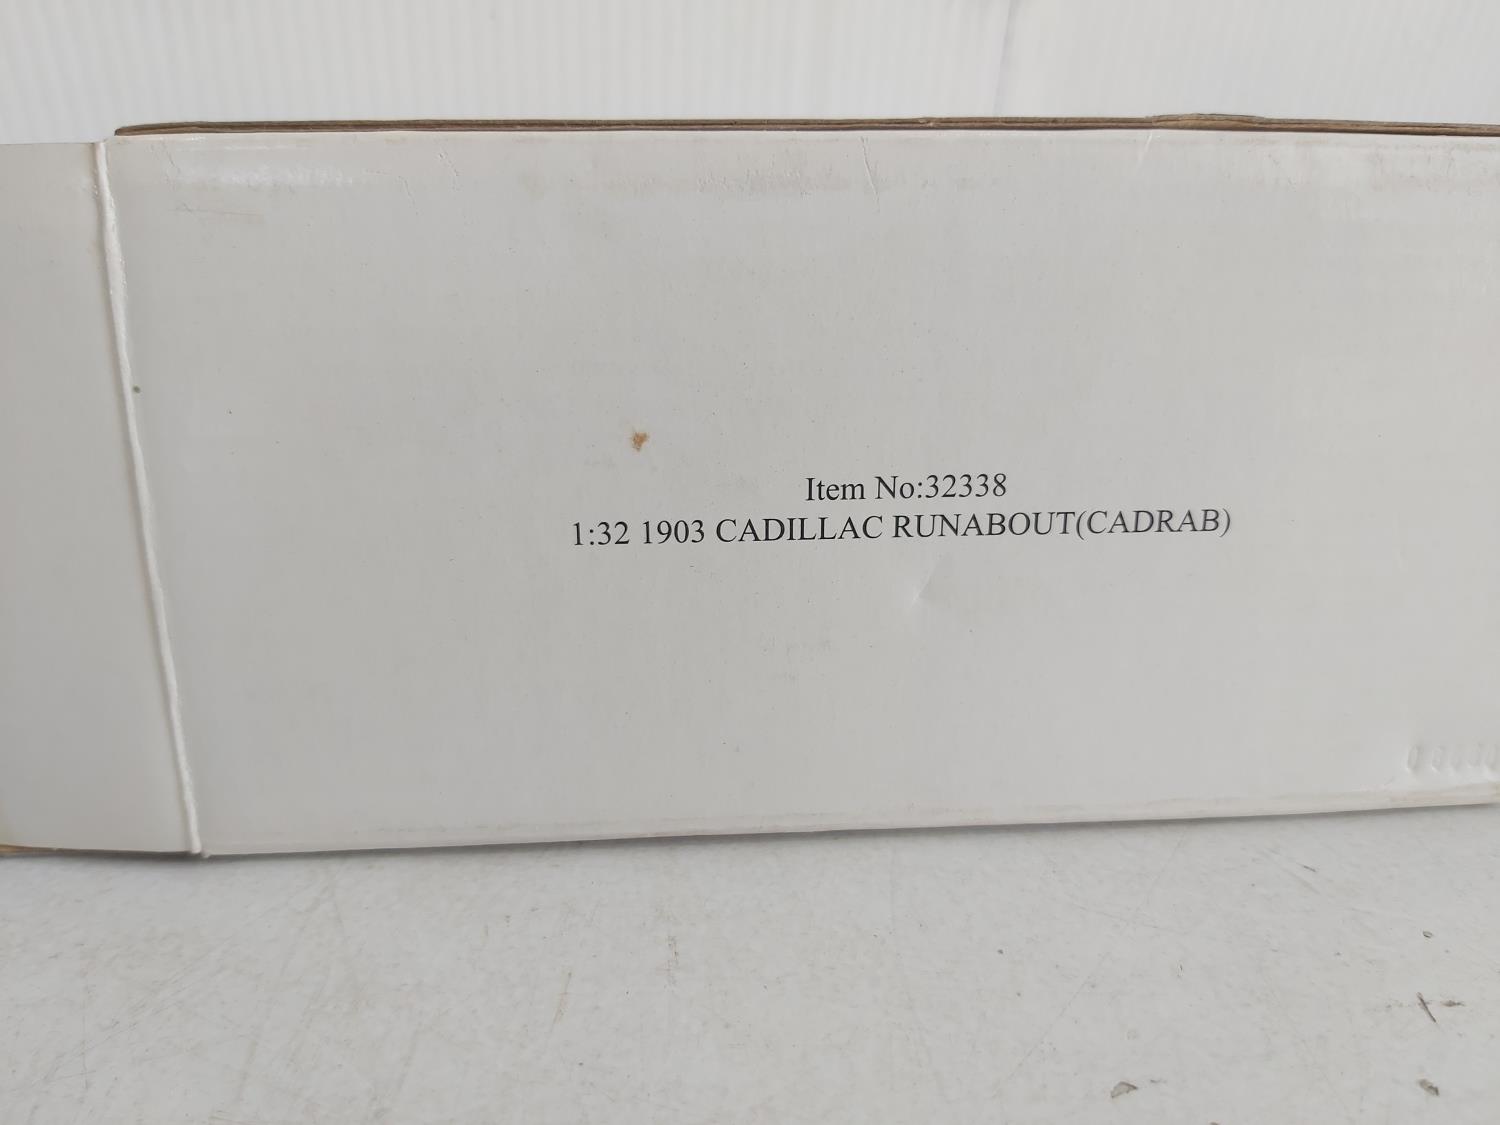 Item No:32338
1:32 1903 CADILLAC RUNABOUT(CADRAB)